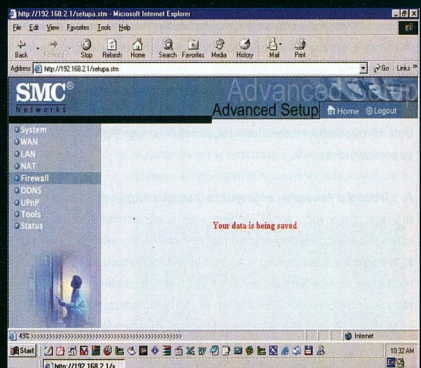 http://192.168.2.1/setupa.stm - Microsoft Internet Explorer
File Edit View Favorites Tools Help
Back Forward Stop Refresh Home Search Favorites Media History Mail Print
Address http://192.168.2.1/setupa.stm Go Links »
SMC®
Networks
Advanced Setup
Advanced Setup
Home Logout
System
WAN
LAN
NAT
Firewall
DDNS
UPnP
Tools
Status
Your data is being saved
49% >>>>>>>>>>>>>>>>>>>>>>>>>>>>>>>>>> Internet
Start 10:32 AM
http://192.168.2.1/s